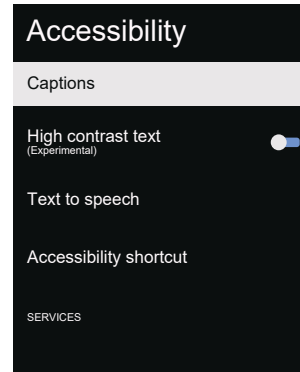 Accessibility
Captions
High contrast text
(Experimental)
Text to speech
Accessibility shortcut
SERVICES